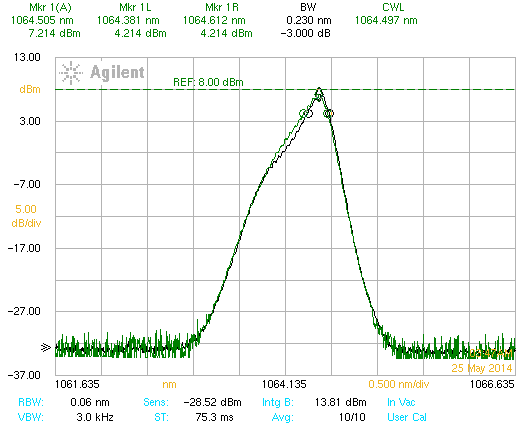 Mkr 1(A) Mkr 1L Mkr 1R BW CWL
1064.505 nm 1064.381 nm 1064.612 nm 0.230 nm 1064.497 nm
7.214 dBm 4.214 dBm 4.214 dBm -3.000 dB
13.00
Agilent
REF: 8.00 dBm
dBm
3.00
-7.00
5.00
dB/div
-17.00
-27.00
-37.00
25 May 2014
1061.635 nm 1064.135 0.500 nm/div 1066.635
RBW: 0.06 nm Sens: -28.52 dBm Intg B: 13.81 dBm In Vac
VBW: 3.0 kHz ST: 75.3 ms Avg: 10/10 User Cal